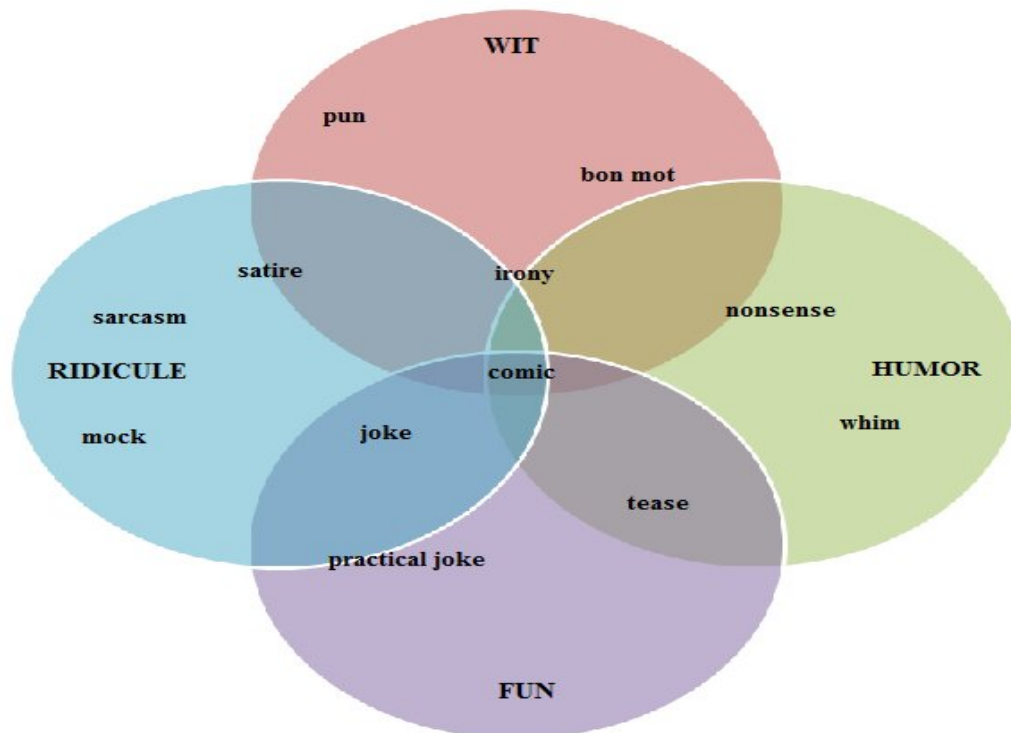 WIT
pun
bon mot
satire
irony
nonsense
sarcasm
RIDICULE
comic
HUMOR
mock
joke
whim
tease
practical joke
FUN